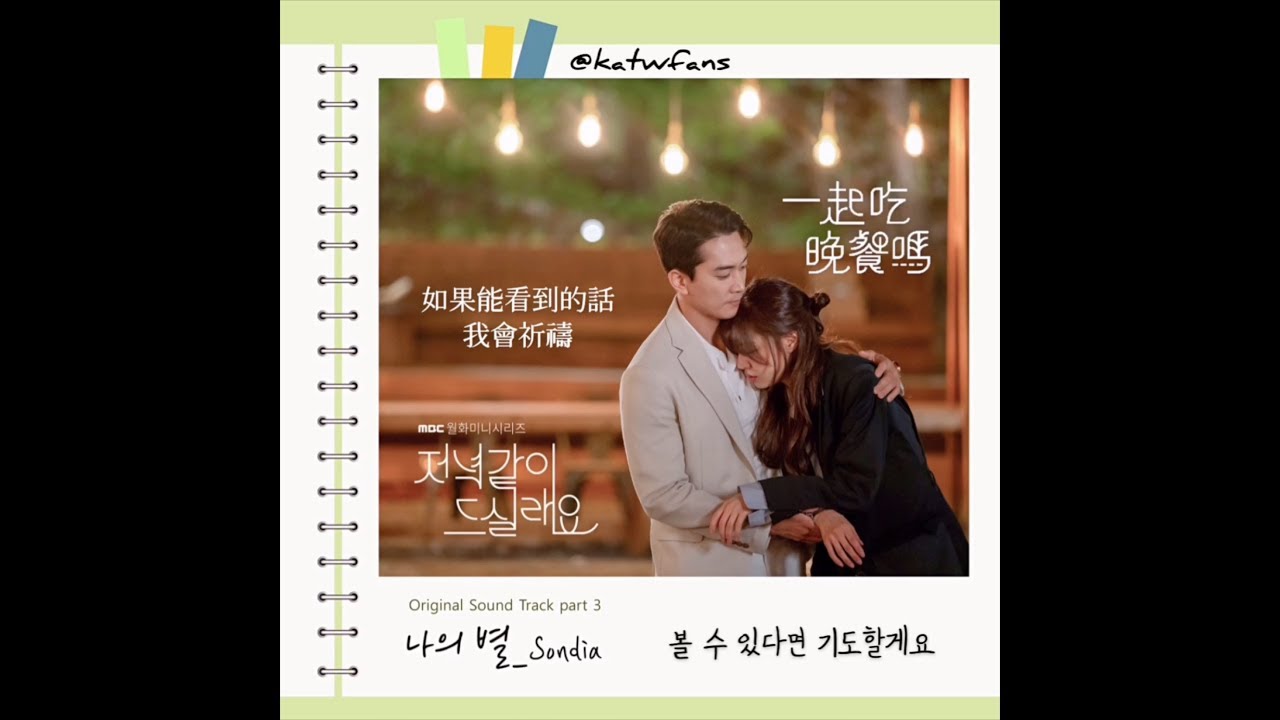 @katwfans
一起吃
晚餐嗎
如果能看到的話
我會祈禱
MBC 월화미니시리즈
저녁같이
드실래요
Original Sound Track part 3
나의 별_Sondia
볼 수 있다면 기도할게요